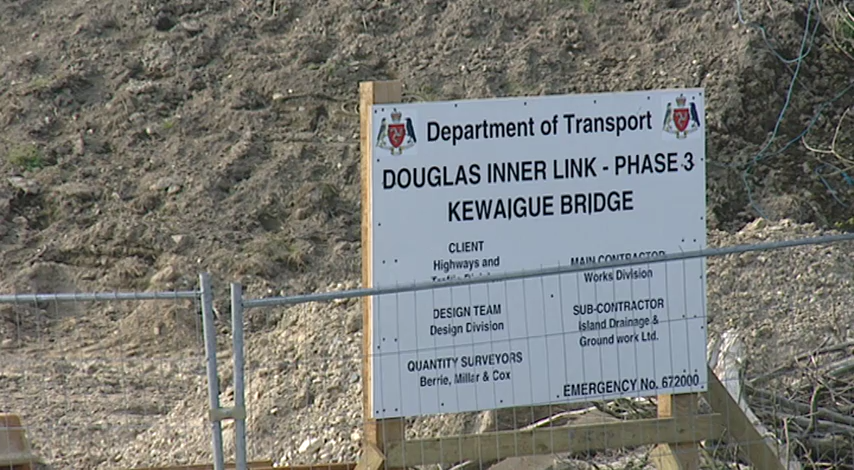 Department of Transport
DOUGLAS INNER LINK - PHASE 3
KEWAIGUE BRIDGE
CLIENT
Highways and
Traffic Division
MAIN CONTRACTOR
Works Division
DESIGN TEAM
Design Division
SUB-CONTRACTOR
Island Drainage &
Ground work Ltd.
QUANTITY SURVEYORS
Berrie, Millar & Cox
EMERGENCY No. 672000